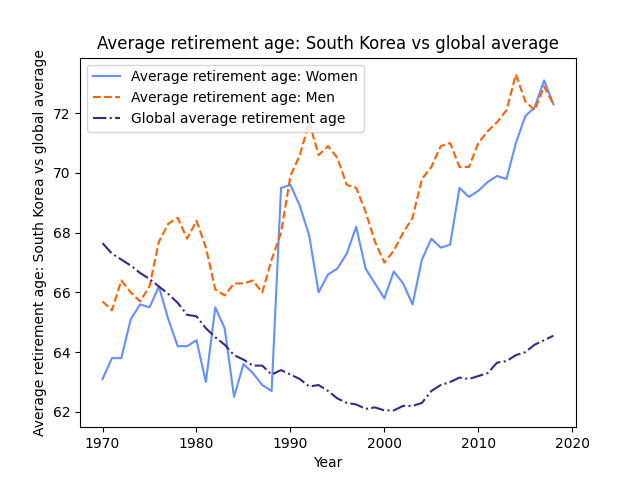 Average retirement age: South Korea vs global average
Average retirement age: Women
Average retirement age: Men
Global average retirement age
Average retirement age: South Korea vs global average
72
70
68
66
64
62
1970
1980
1990
2000
2010
2020
Year